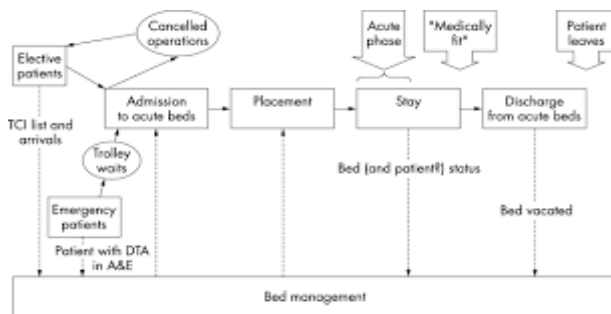 Cancelled
operations
Acute
phase
"Medically
fit"
Patient
leaves
Elective
patients
Admission
to acute beds
Placement
Stay
Discharge
from acute beds
TCI list and
arrivals
Trolley
waits
Bed (and patient?) status
Emergency
patients
Bed vacated
Patient with DTA
in A&E
Bed management